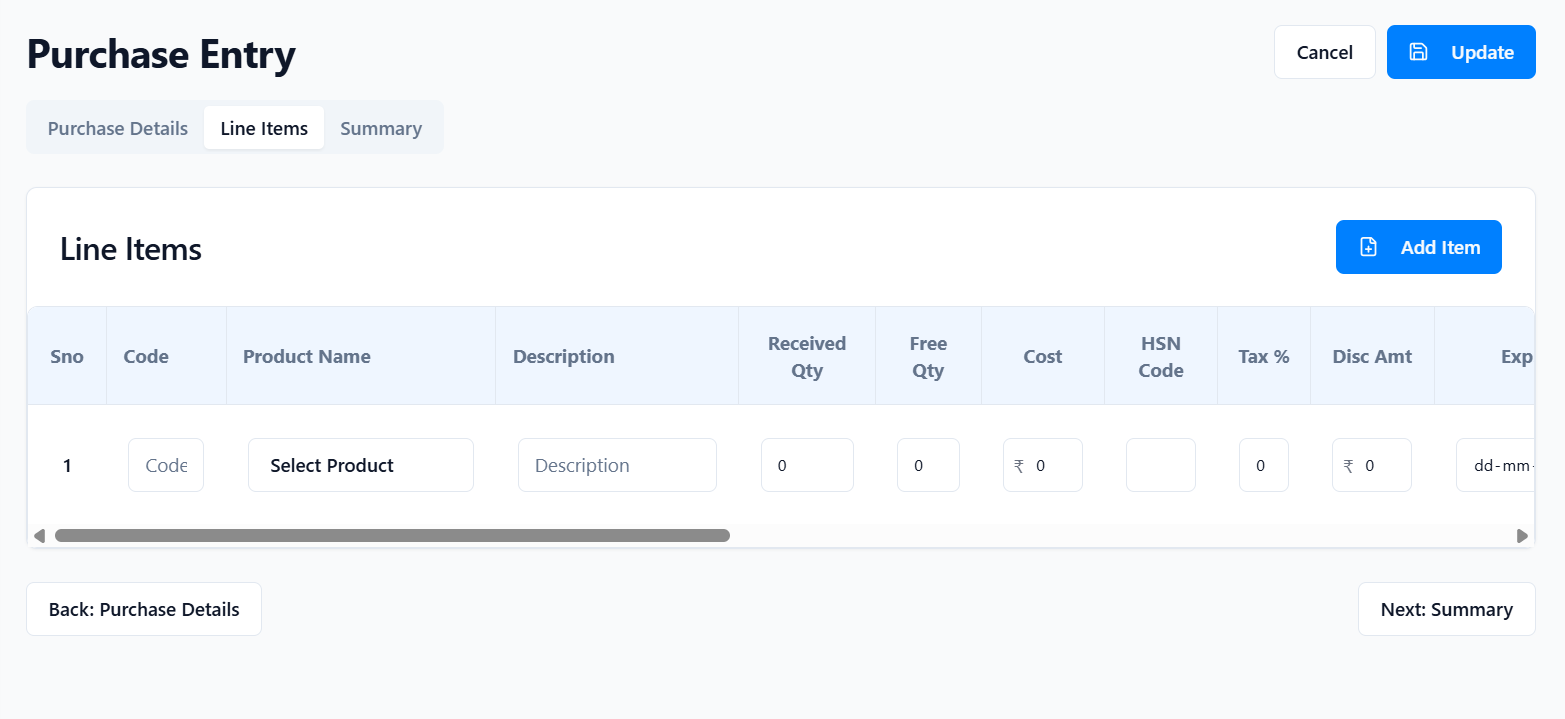 Purchase Entry
Cancel
Update
Purchase Details
Line Items
Summary
Line Items
Add Item
Sno
Code
Product Name
Description
Received
Qty
Free
Qty
Cost
HSN
Code
Tax %
Disc Amt
Exp
1
Code
Select Product
Description
0
0
₹ 0
0
₹ 0
dd-mm-
Back: Purchase Details
Next: Summary